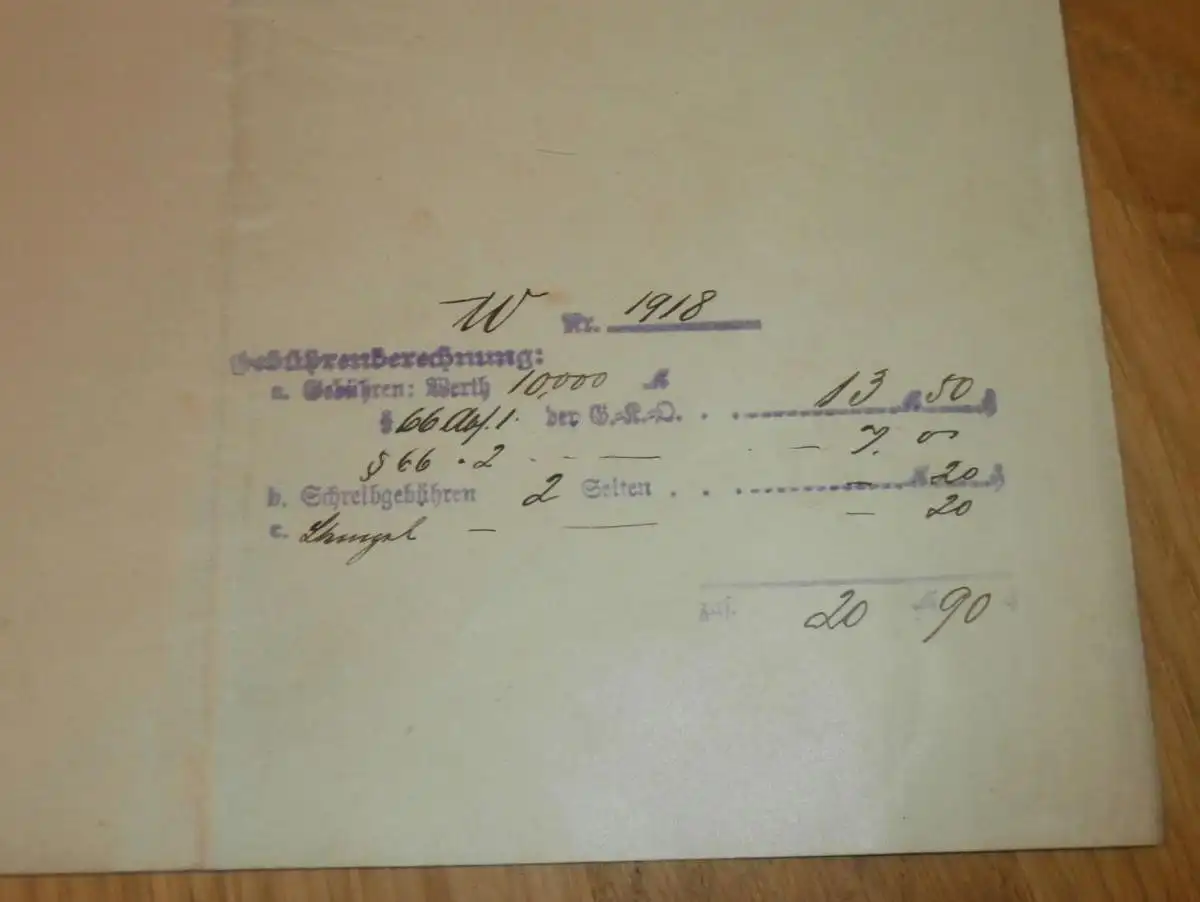 W Nr. 1918
Gebührenberechnung:
a. Gebühren: Werth 10,000 M
§ 66 Abs. 1. der G.-K.-O. . . 13 M 50 ₰
§ 66 . 2 - — — 7. 00
b. Schreibgebühren 2 Seiten . . . — M 20 ₰
c. — — — 20
zus. 20 M 90 ₰